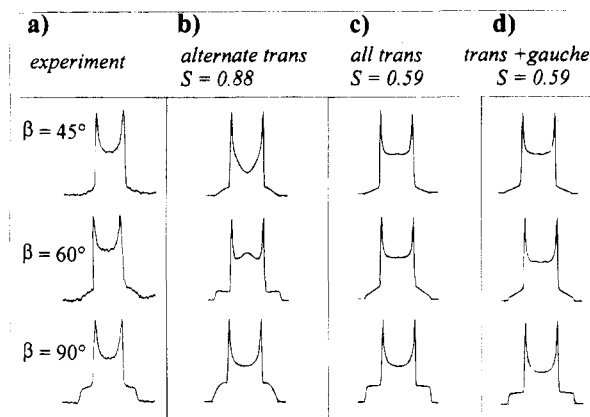 a) b) c) d)
experiment alternate trans all trans trans +gauche
S = 0.88 S = 0.59 S = 0.59
β = 45°
β = 60°
β = 90°